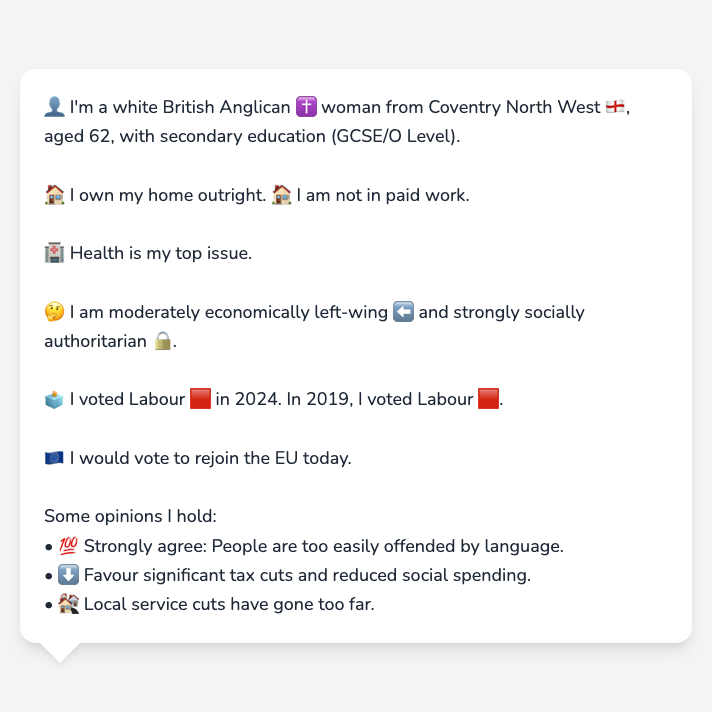 👤 I'm a white British Anglican ✝️ woman from Coventry North West 🏴󠁧󠁢󠁥󠁮󠁧󠁿,
aged 62, with secondary education (GCSE/O Level).
🏠 I own my home outright. 🏠 I am not in paid work.
🏥 Health is my top issue.
🤔 I am moderately economically left-wing ⬅️ and strongly socially
authoritarian 🔒.
🗳️ I voted Labour 🟥 in 2024. In 2019, I voted Labour 🟥.
🇪🇺 I would vote to rejoin the EU today.
Some opinions I hold:
• 💯 Strongly agree: People are too easily offended by language.
• ⬇️ Favour significant tax cuts and reduced social spending.
• 🏚️ Local service cuts have gone too far.